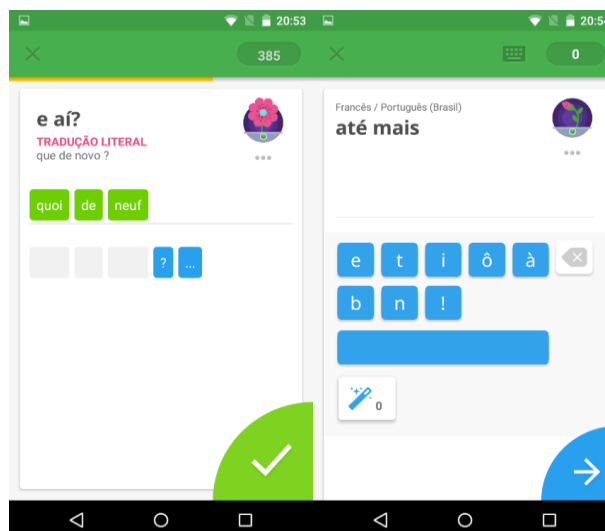 20:53
385
e aí?
TRADUÇÃO LITERAL
que de novo ?
quoi de neuf
? ...
20:54
0
Francês / Português (Brasil)
até mais
e t i ô à
b n !
0